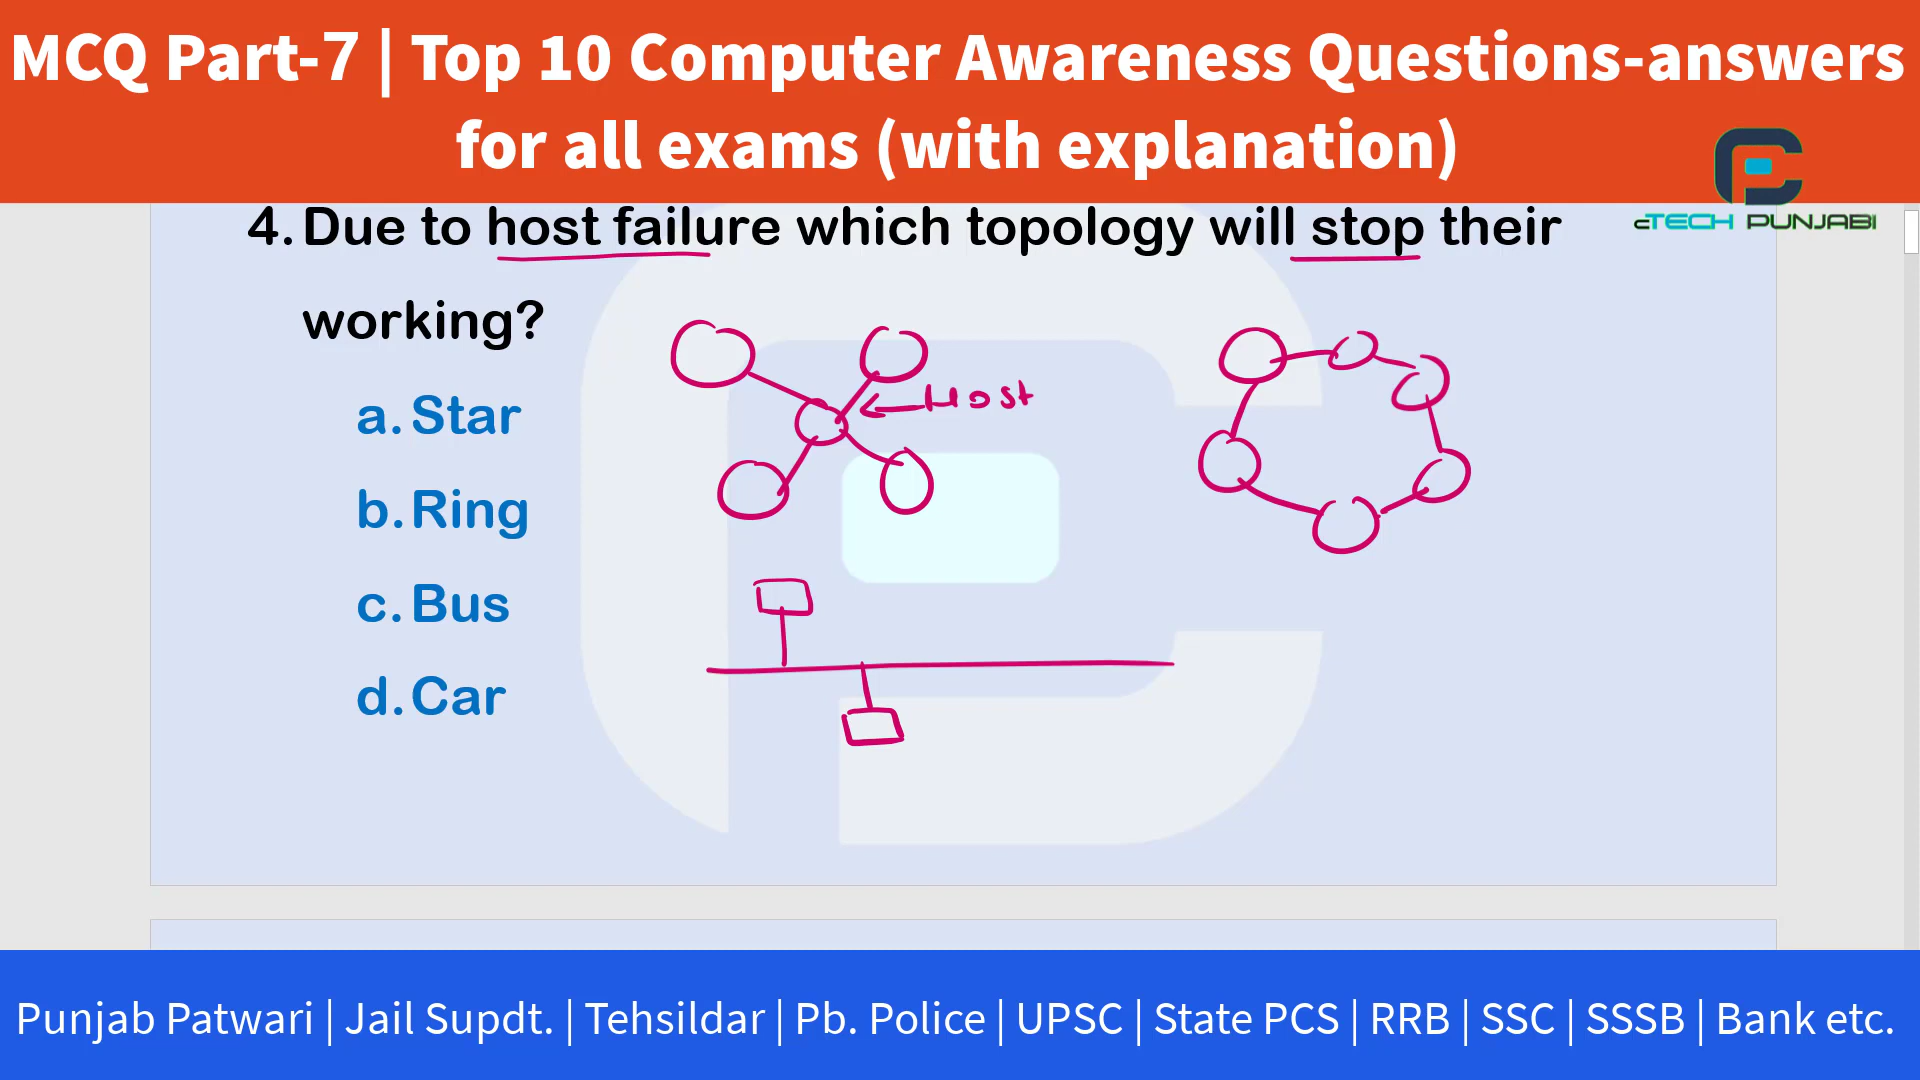 MCQ Part-7 | Top 10 Computer Awareness Questions-answers
for all exams (with explanation)
eTECH PUNJABI
4. Due to host failure which topology will stop their
working?
Host
a. Star
b. Ring
c. Bus
d. Car
Punjab Patwari | Jail Supdt. | Tehsildar | Pb. Police | UPSC | State PCS | RRB | SSC | SSSB | Bank etc.